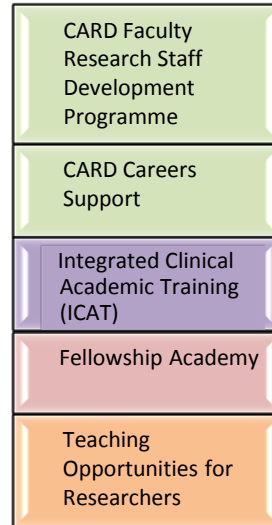 CARD Faculty
Research Staff
Development
Programme
CARD Careers
Support
Integrated Clinical
Academic Training
(ICAT)
Fellowship Academy
Teaching
Opportunities for
Researchers